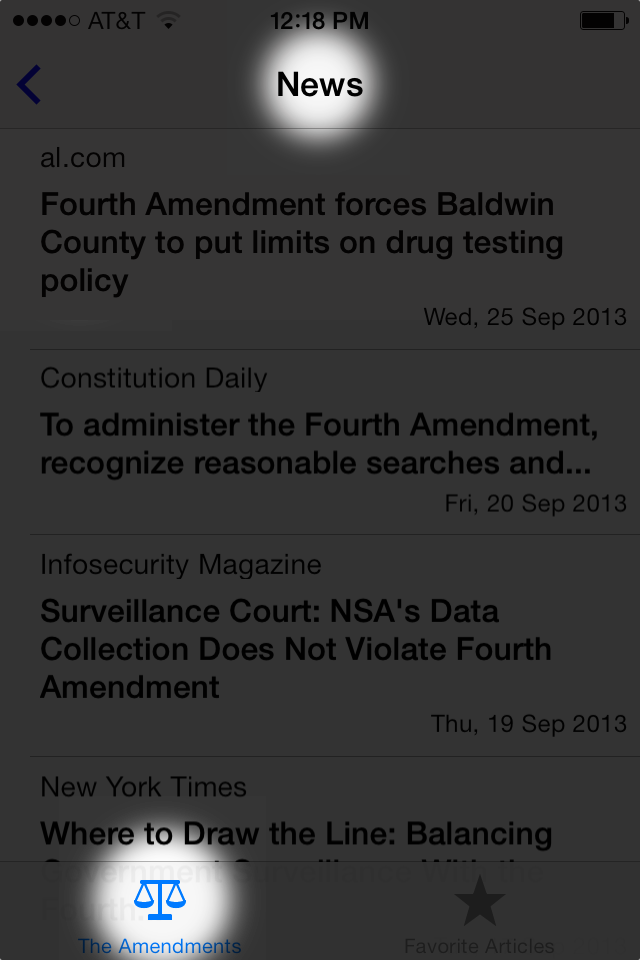 AT&T 12:18 PM
News
al.com
Fourth Amendment forces Baldwin
County to put limits on drug testing
policy
Wed, 25 Sep 2013
Constitution Daily
To administer the Fourth Amendment,
recognize reasonable searches and...
Fri, 20 Sep 2013
Infosecurity Magazine
Surveillance Court: NSA's Data
Collection Does Not Violate Fourth
Amendment
Thu, 19 Sep 2013
New York Times
Where to Draw the Line: Balancing
Government Surveillance With the
Fourth...
The Amendments
Favorite Articles